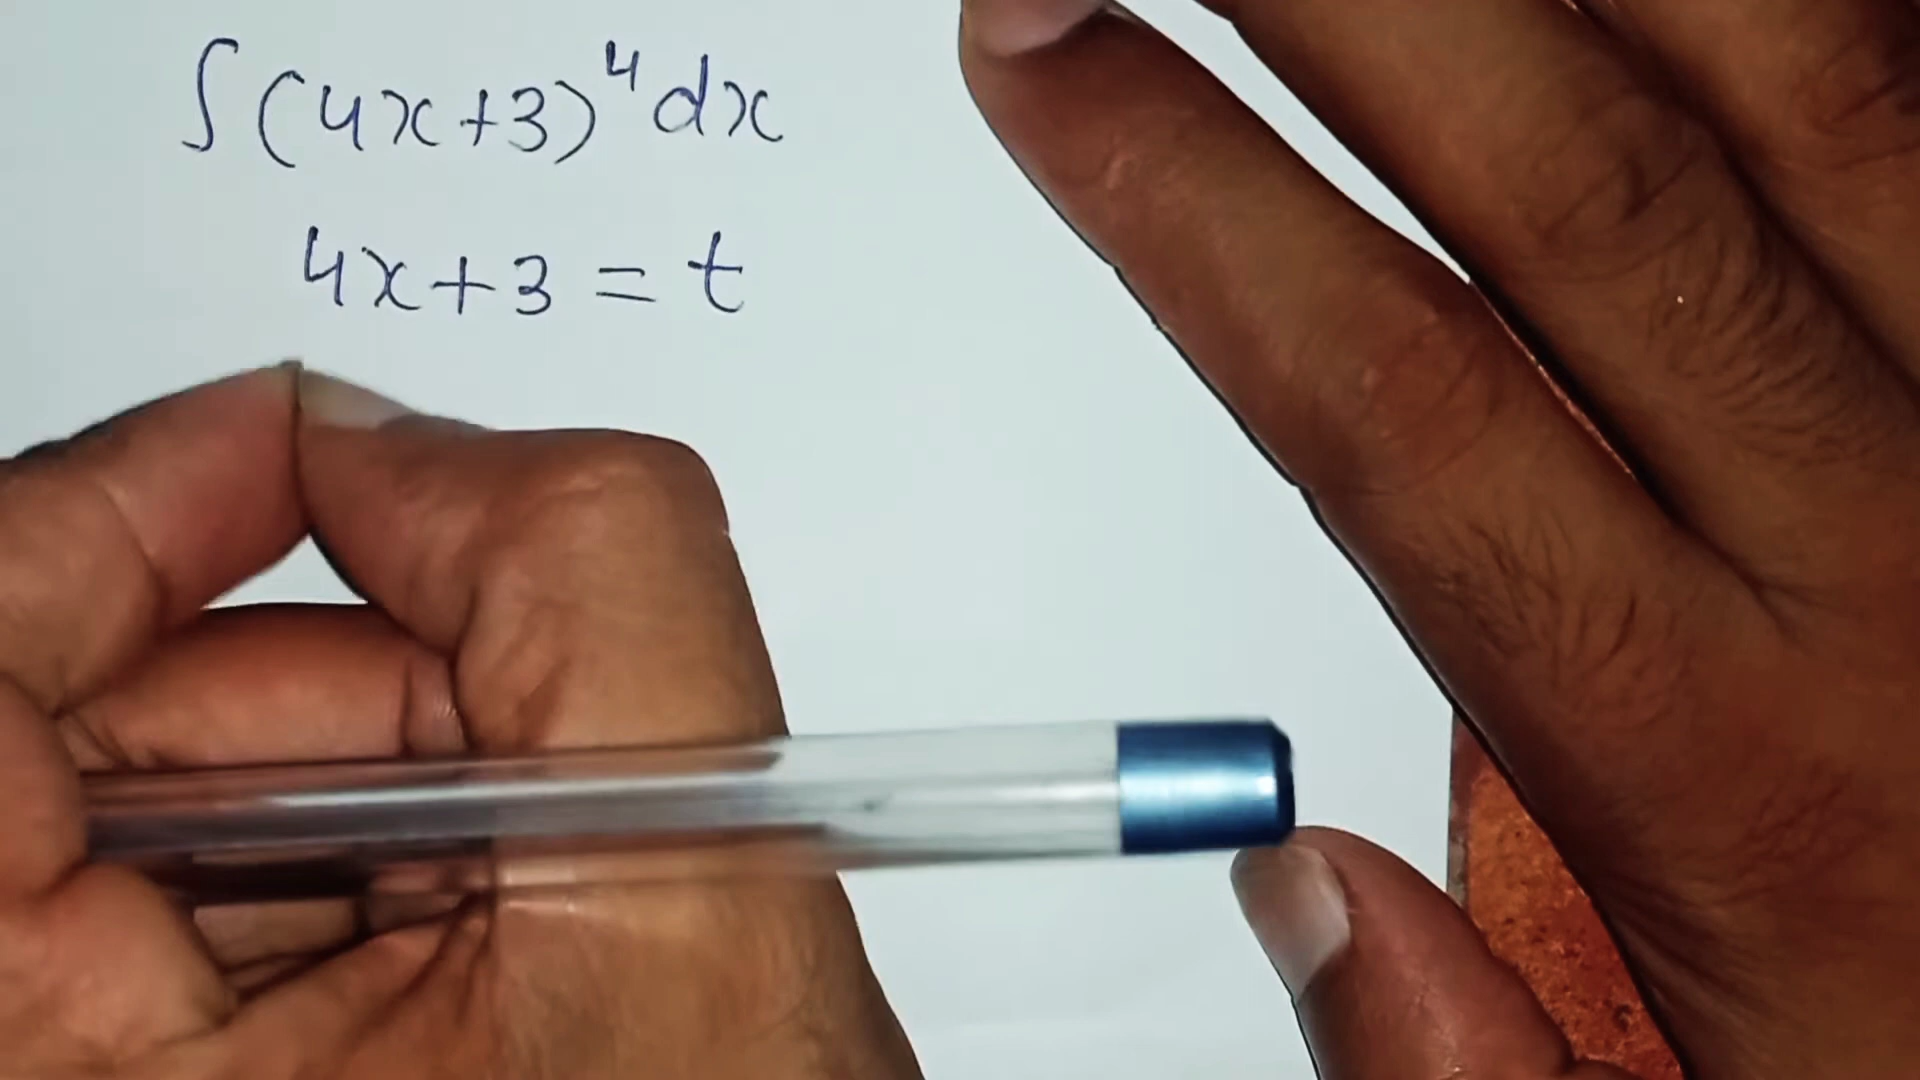 ∫(4x+3)⁴dx
4x+3 = t